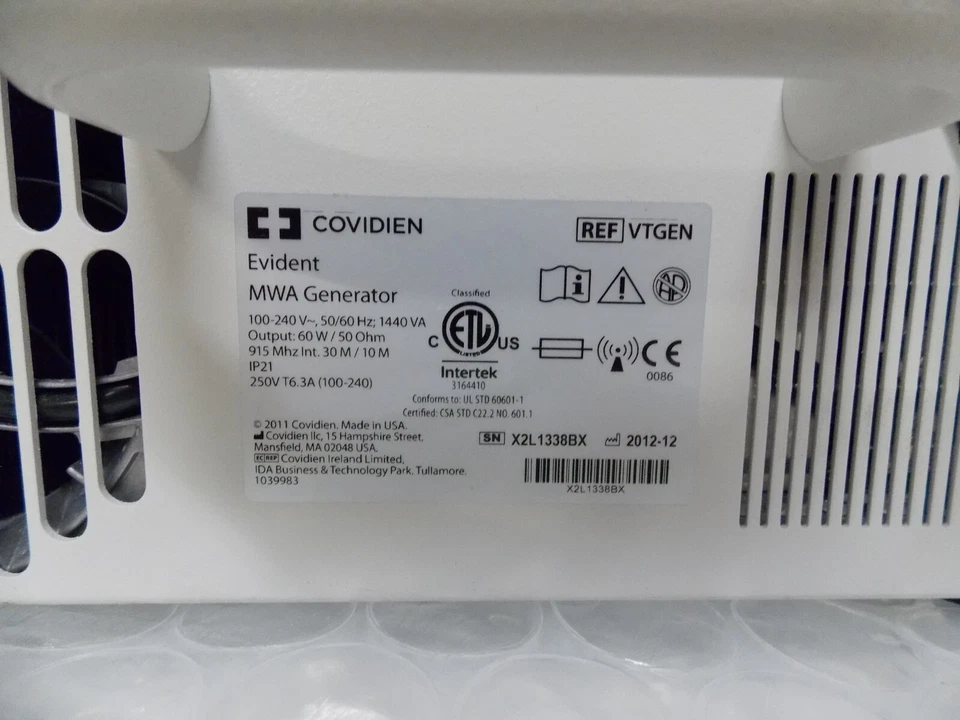 COVIDIEN
REF VTGEN
Evident
MWA Generator
100-240 V~, 50/60 Hz; 1440 VA
Output: 60 W / 50 Ohm
915 Mhz Int. 30 M / 10 M
IP21
250V T6.3A (100-240)
Classified
C ETL US
LISTED
Intertek
3164410
Conforms to: UL STD 60601-1
Certified: CSA STD C22.2 NO. 601.1
CE
0086
© 2011 Covidien. Made in USA.
Covidien llc, 15 Hampshire Street,
Mansfield, MA 02048 USA.
EC REP Covidien Ireland Limited,
IDA Business & Technology Park. Tullamore.
1039983
SN X2L1338BX 2012-12
X2L1338BX